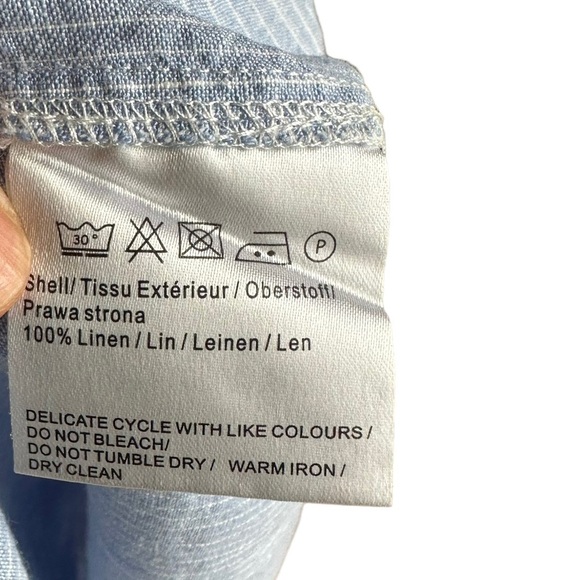 30°
P
Shell/ Tissu Extérieur / Oberstoff/
Prawa strona
100% Linen / Lin / Leinen / Len
DELICATE CYCLE WITH LIKE COLOURS /
DO NOT BLEACH/
DO NOT TUMBLE DRY / WARM IRON /
DRY CLEAN